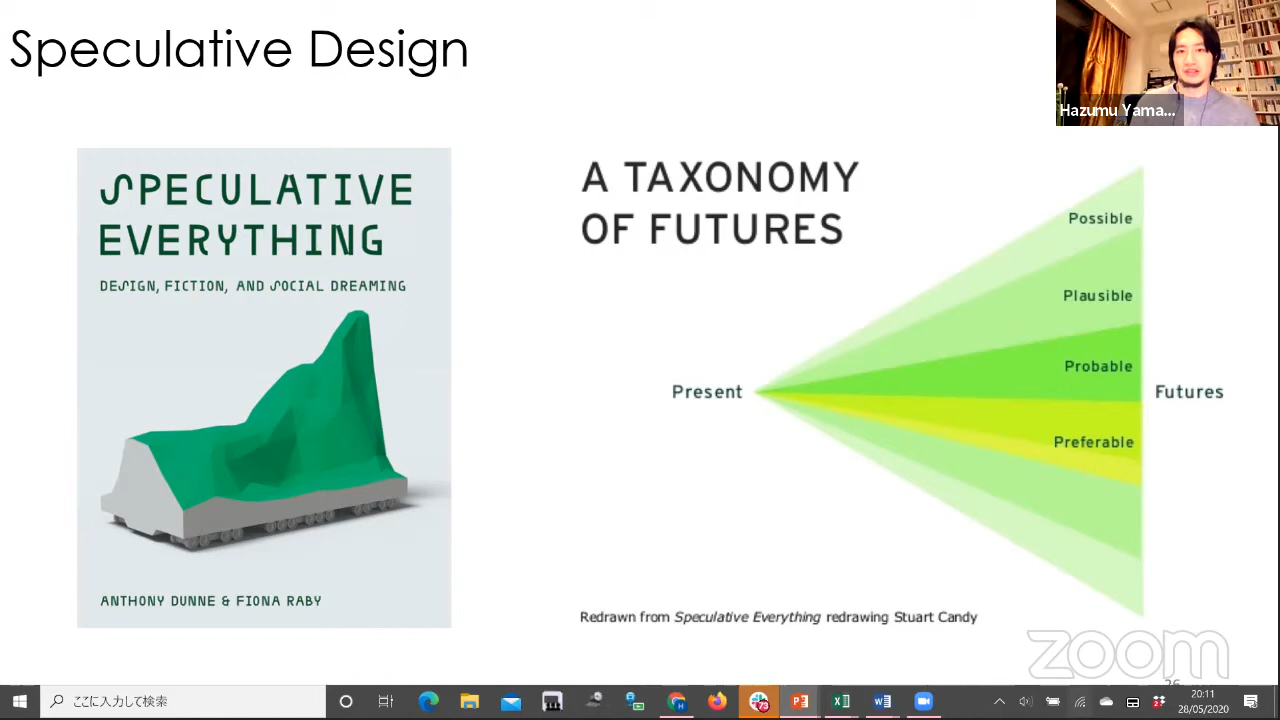 Speculative Design
Hazumu Yama...
SPECULATIVE
EVERYTHING
DESIGN, FICTION, AND SOCIAL DREAMING
ANTHONY DUNNE & FIONA RABY
A TAXONOMY
OF FUTURES
Possible
Plausible
Probable
Preferable
Present
Futures
Redrawn from Speculative Everything redrawing Stuart Candy
zoom
26
ここに入力して検索
73
20:11
28/05/2020